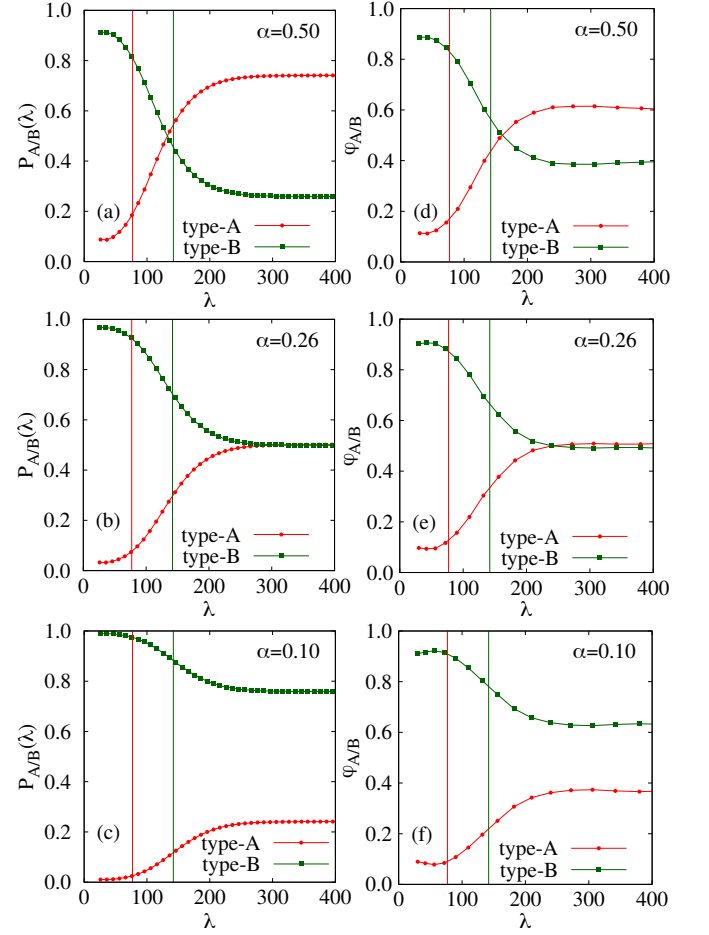 1.0
0.8
0.6
0.4
0.2
0.0
P_A/B(λ)
α=0.50
(a)
type-A
type-B
0 100 200 300 400
λ
1.0
0.8
0.6
0.4
0.2
0.0
φ_A/B
α=0.50
(d)
type-A
type-B
0 100 200 300 400
λ
1.0
0.8
0.6
0.4
0.2
0.0
P_A/B(λ)
α=0.26
(b)
type-A
type-B
0 100 200 300 400
λ
1.0
0.8
0.6
0.4
0.2
0.0
φ_A/B
α=0.26
(e)
type-A
type-B
0 100 200 300 400
λ
1.0
0.8
0.6
0.4
0.2
0.0
P_A/B(λ)
α=0.10
(c)
type-A
type-B
0 100 200 300 400
λ
1.0
0.8
0.6
0.4
0.2
0.0
φ_A/B
α=0.10
(f)
type-A
type-B
0 100 200 300 400
λ